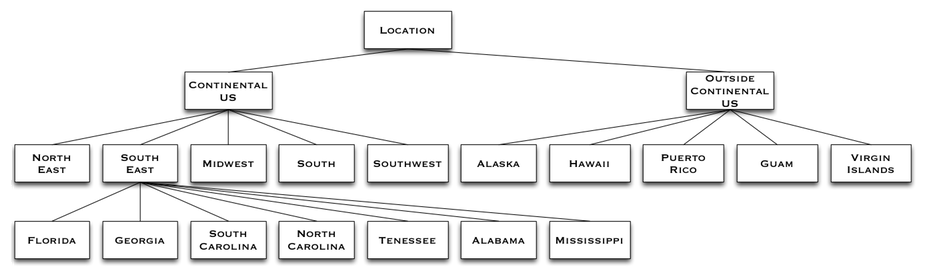 LOCATION
CONTINENTAL
US
OUTSIDE
CONTINENTAL
US
NORTH
EAST
SOUTH
EAST
MIDWEST
SOUTH
SOUTHWEST
ALASKA
HAWAII
PUERTO
RICO
GUAM
VIRGIN
ISLANDS
FLORIDA
GEORGIA
SOUTH
CAROLINA
NORTH
CAROLINA
TENESSEE
ALABAMA
MISSISSIPPI